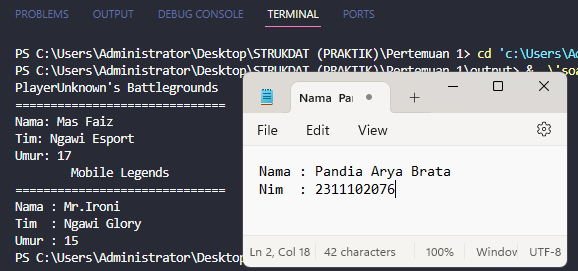 PROBLEMS OUTPUT DEBUG CONSOLE TERMINAL PORTS
PS C:\Users\Administrator\Desktop\STRUKDAT (PRAKTIK)\Pertemuan 1> cd 'c:\Users\Ad
PS C:\Users\Administrator\Desktop\STRUKDAT (PRAKTIK)\Pertemuan 1\output> & .\'soa
PlayerUnknown's Battlegrounds
==============================
Nama: Mas Faiz
Tim: Ngawi Esport
Umur: 17
Mobile Legends
==============================
Nama : Mr.Ironi
Tim : Ngawi Glory
Umur : 15
PS C:\Users\Administrator\Desktop
Nama Pan
File Edit View
Nama : Pandia Arya Brata
Nim : 2311102076
Ln 2, Col 18 42 characters 100% Window UTF-8